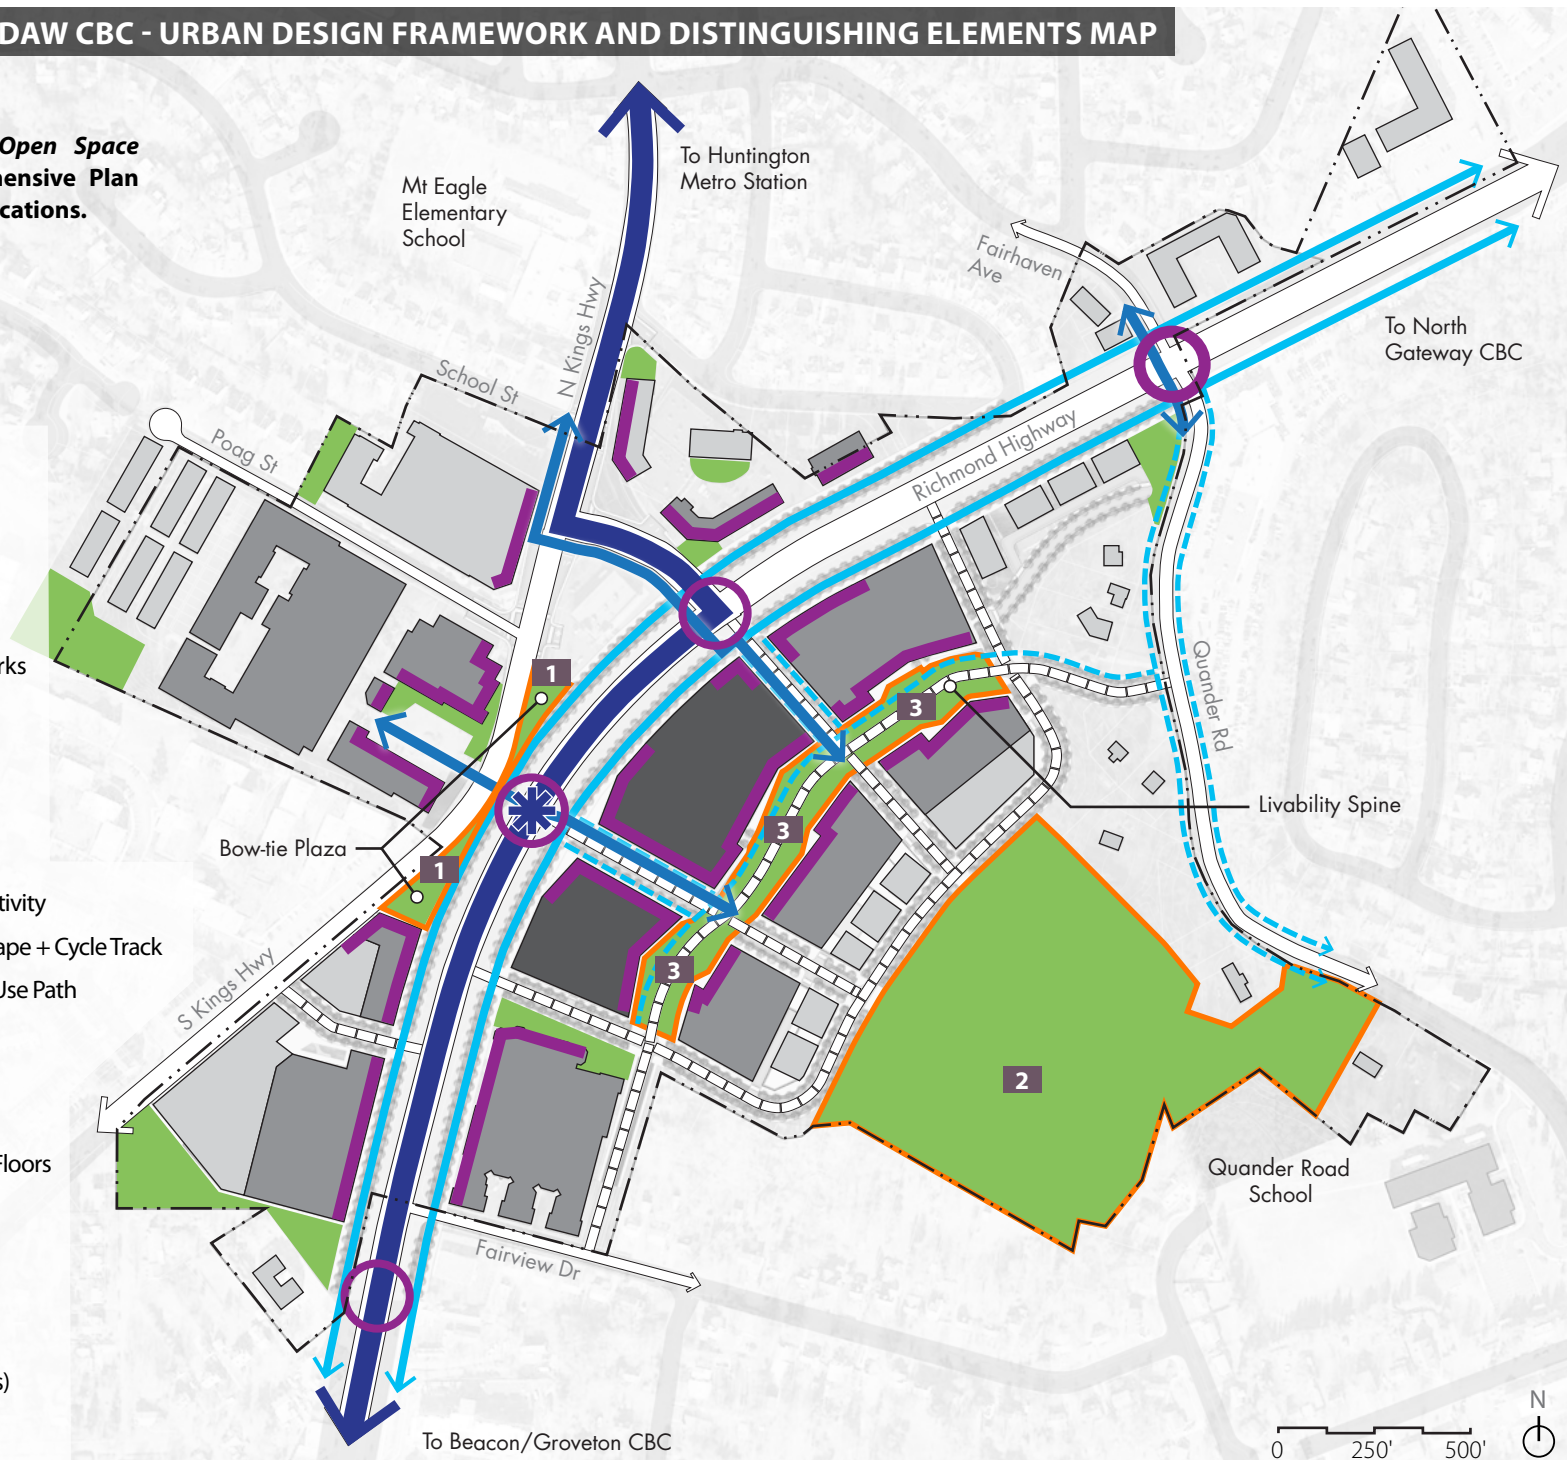 DAW CBC - URBAN DESIGN FRAMEWORK AND DISTINGUISHING ELEMENTS MAP
Open Space
ensive Plan
cations.
To Huntington
Metro Station
Mt Eagle
Elementary
School
Fairhaven
Ave
N Kings Hwy
To North
Gateway CBC
School St
Poag St
Richmond Highway
rks
1
3
Quander Rd
Livability Spine
3
Bow-tie Plaza
1
tivity
ape + Cycle Track
3
Use Path
S Kings Hwy
2
Floors
Quander Road
School
Fairview Dr
s)
To Beacon/Groveton CBC
N
0 250' 500'